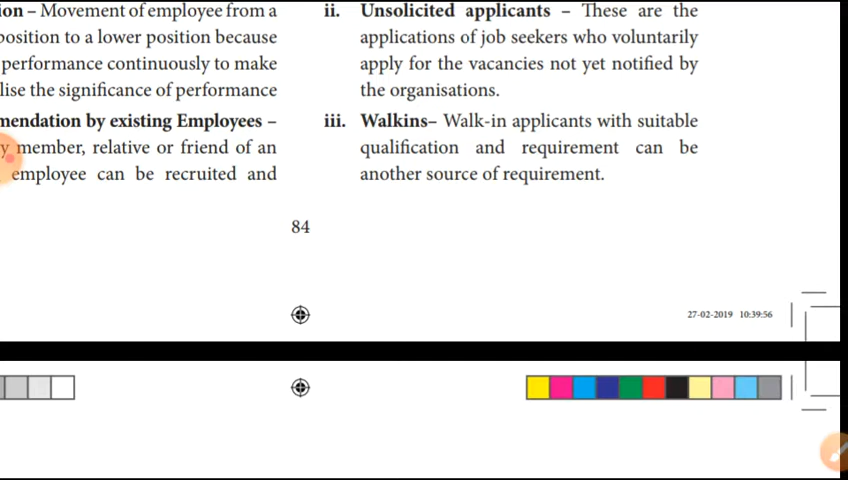 ion – Movement of employee from a
position to a lower position because
performance continuously to make
lise the significance of performance
mendation by existing Employees –
y member, relative or friend of an
employee can be recruited and
ii. Unsolicited applicants – These are the
applications of job seekers who voluntarily
apply for the vacancies not yet notified by
the organisations.
iii. Walkins– Walk-in applicants with suitable
qualification and requirement can be
another source of requirement.
84
27-02-2019 10:39:56